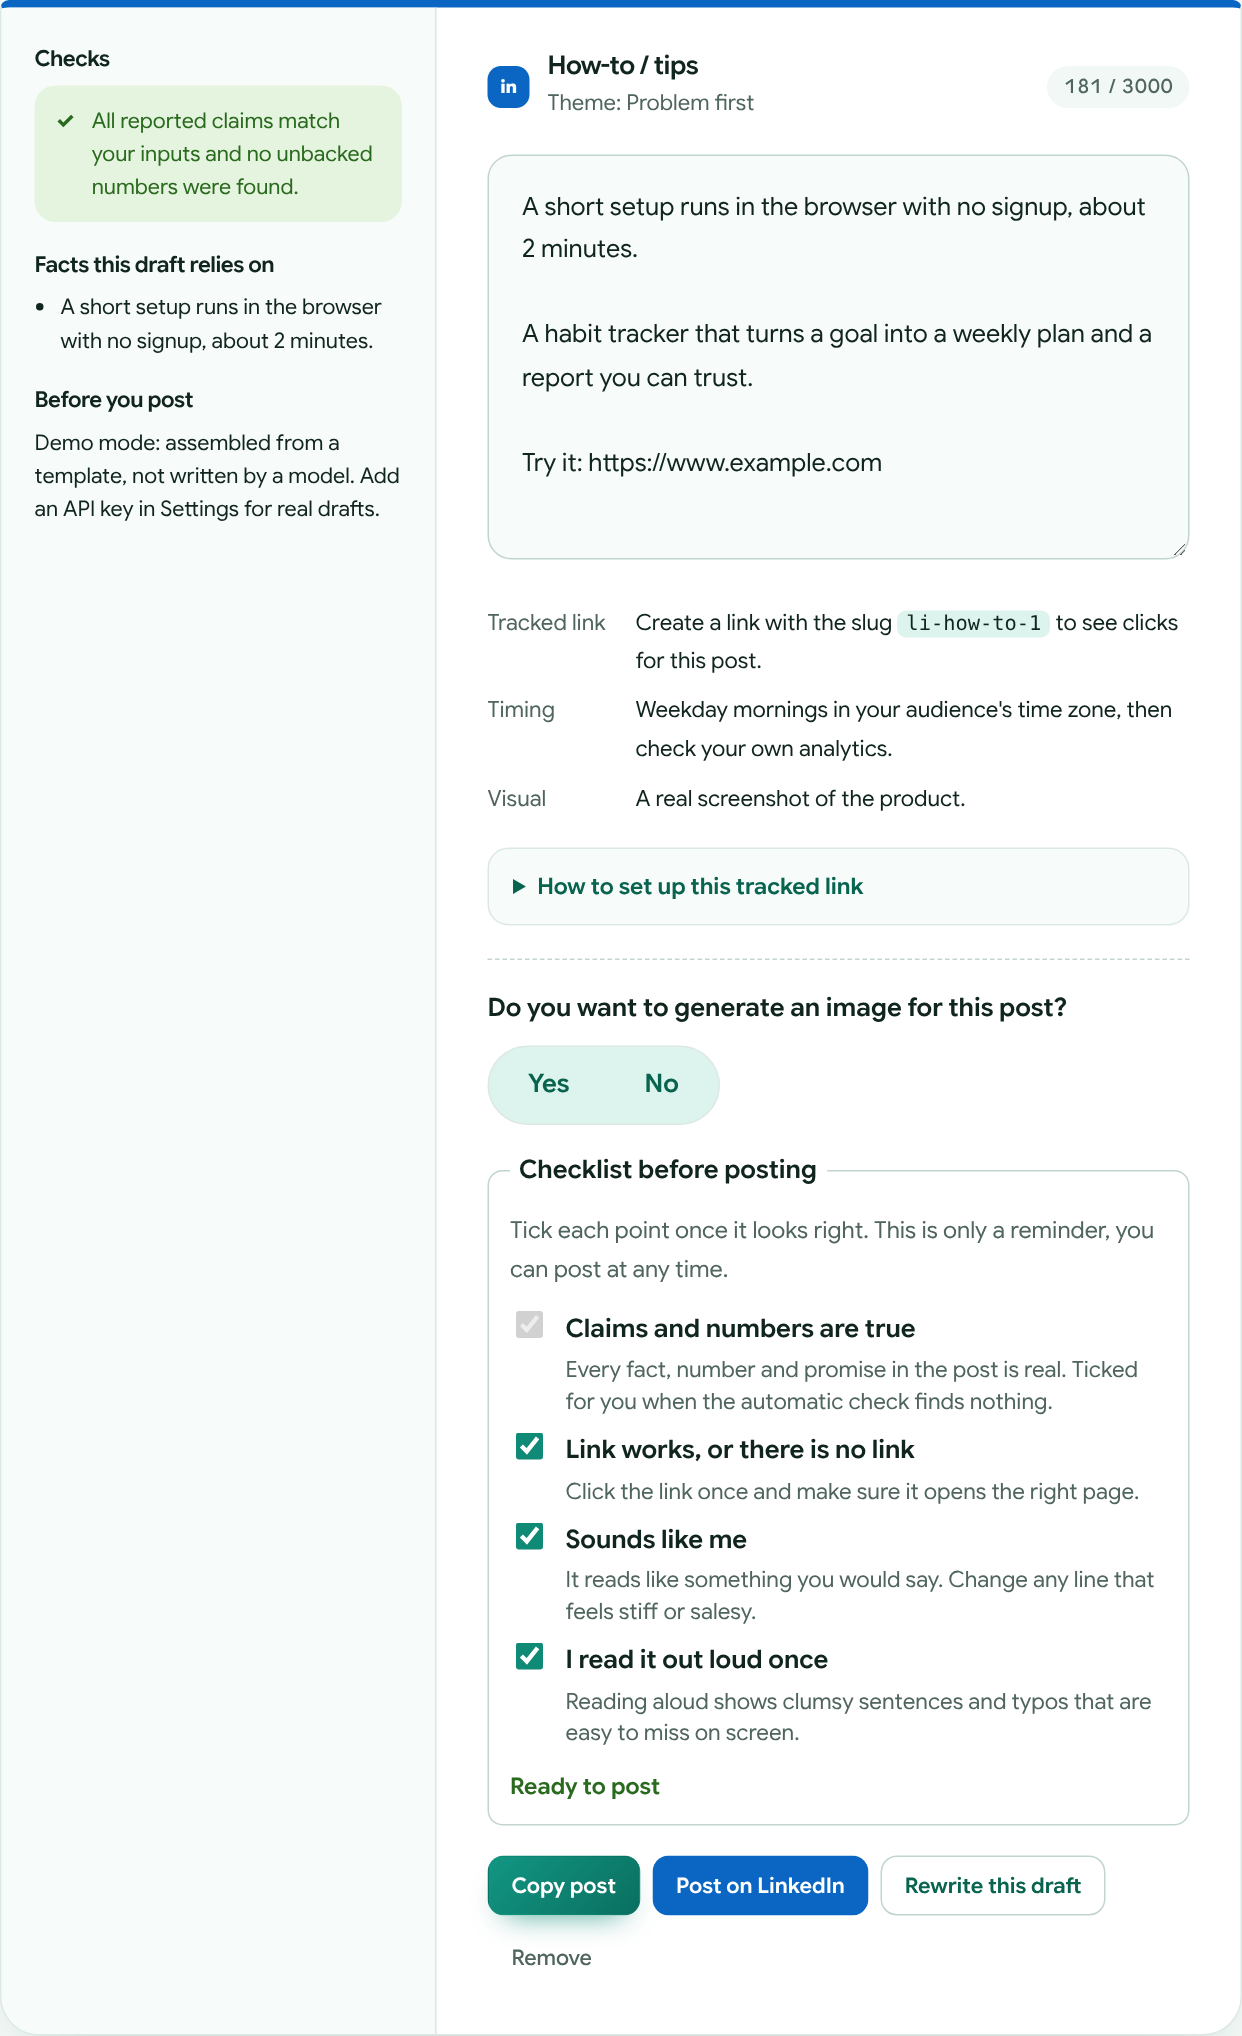 Checks
✔ All reported claims match
your inputs and no unbacked
numbers were found.
Facts this draft relies on
• A short setup runs in the browser
with no signup, about 2 minutes.
Before you post
Demo mode: assembled from a
template, not written by a model. Add
an API key in Settings for real drafts.
in
How-to / tips
Theme: Problem first
181 / 3000
A short setup runs in the browser with no signup, about
2 minutes.
A habit tracker that turns a goal into a weekly plan and a
report you can trust.
Try it: https://www.example.com
Tracked link
Create a link with the slug li-how-to-1 to see clicks
for this post.
Timing
Weekday mornings in your audience's time zone, then
check your own analytics.
Visual
A real screenshot of the product.
▶ How to set up this tracked link
Do you want to generate an image for this post?
Yes No
Checklist before posting
Tick each point once it looks right. This is only a reminder, you
can post at any time.
Claims and numbers are true
Every fact, number and promise in the post is real. Ticked
for you when the automatic check finds nothing.
Link works, or there is no link
Click the link once and make sure it opens the right page.
Sounds like me
It reads like something you would say. Change any line that
feels stiff or salesy.
I read it out loud once
Reading aloud shows clumsy sentences and typos that are
easy to miss on screen.
Ready to post
Copy post
Post on LinkedIn
Rewrite this draft
Remove